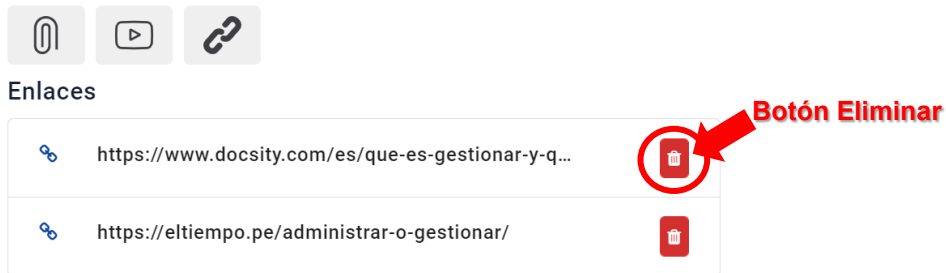 Enlaces
Botón Eliminar
https://www.docsity.com/es/que-es-gestionar-y-q...
https://eltiempo.pe/administrar-o-gestionar/